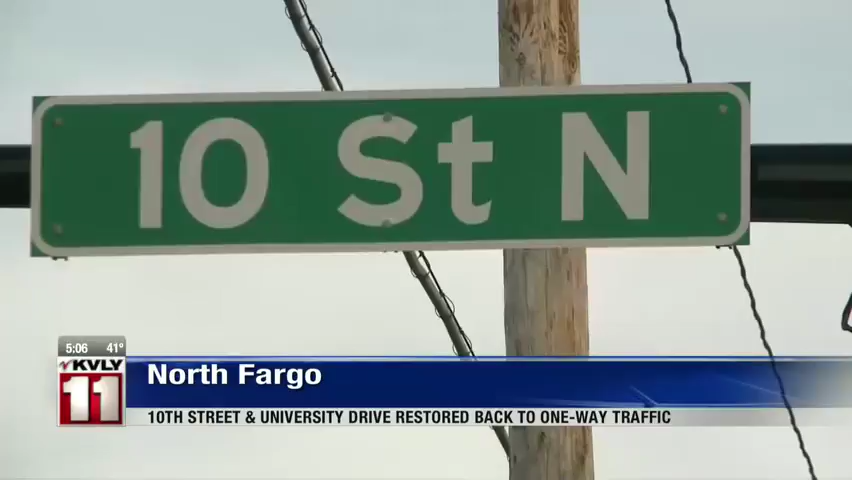 10 St N
5:06 41°
KVLY
11
North Fargo
10TH STREET & UNIVERSITY DRIVE RESTORED BACK TO ONE-WAY TRAFFIC